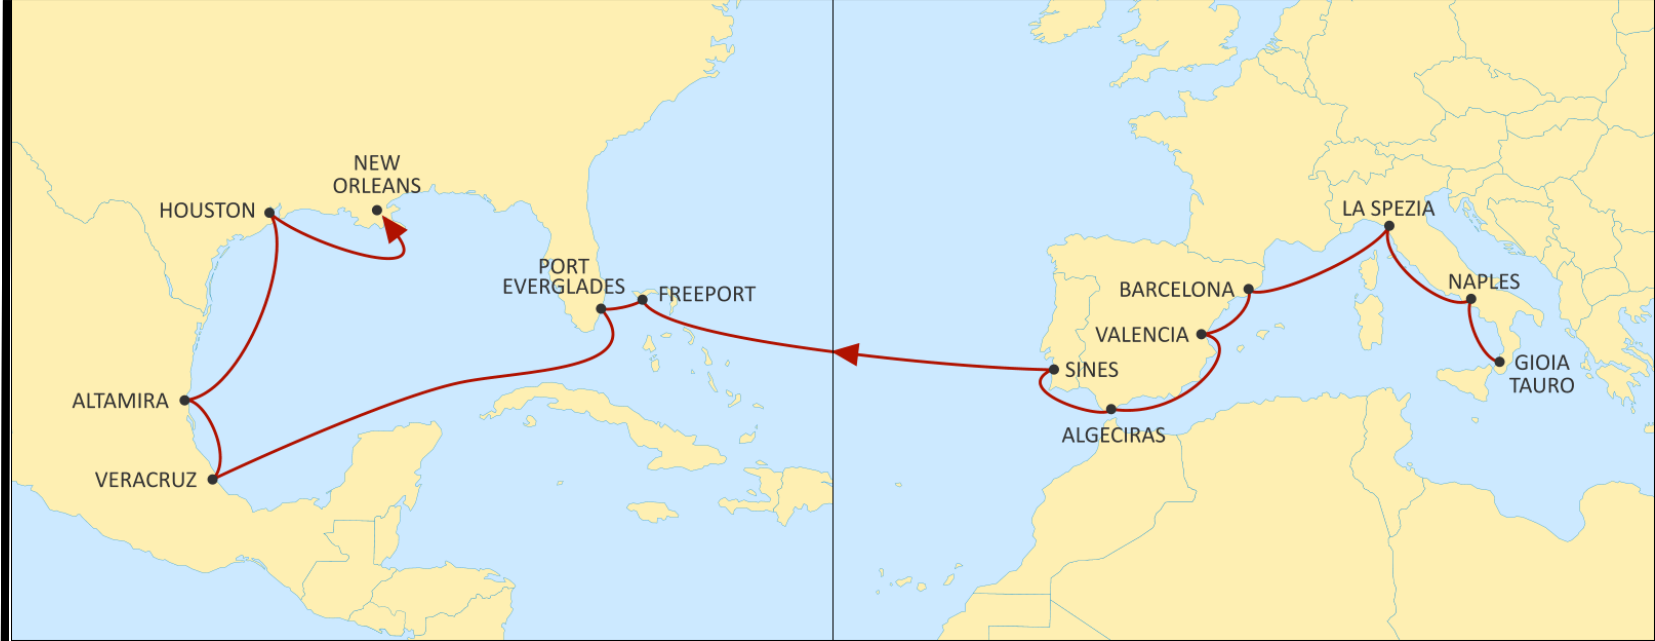 NEW
ORLEANS
HOUSTON
PORT
EVERGLADES
FREEPORT
ALTAMIRA
VERACRUZ
LA SPEZIA
BARCELONA
NAPLES
VALENCIA
SINES
GIOIA
TAURO
ALGECIRAS